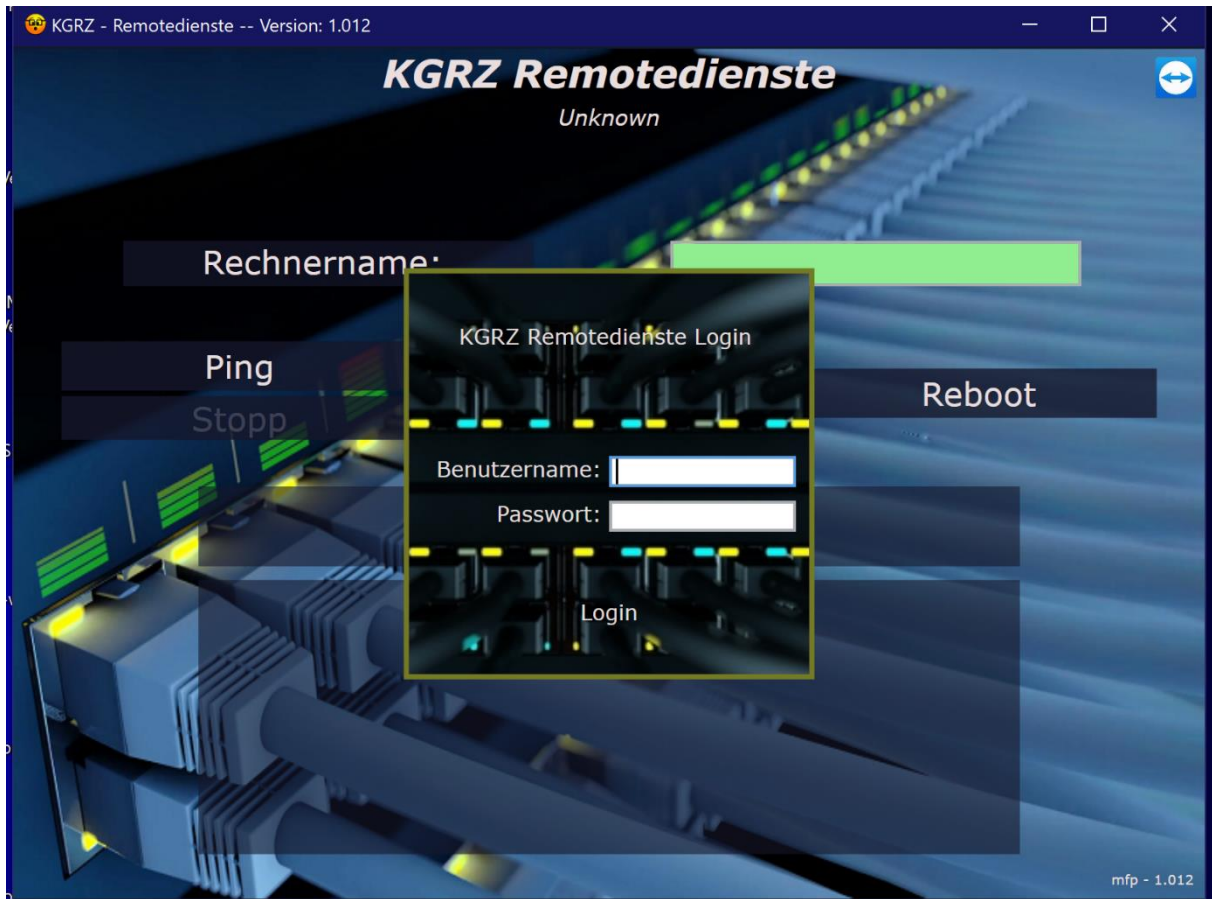 KGRZ - Remotedienste -- Version: 1.012
KGRZ Remotedienste
Unknown
Rechnername:
KGRZ Remotedienste Login
Ping
Reboot
Stopp
Benutzername:
Passwort:
Login
mfp - 1.012